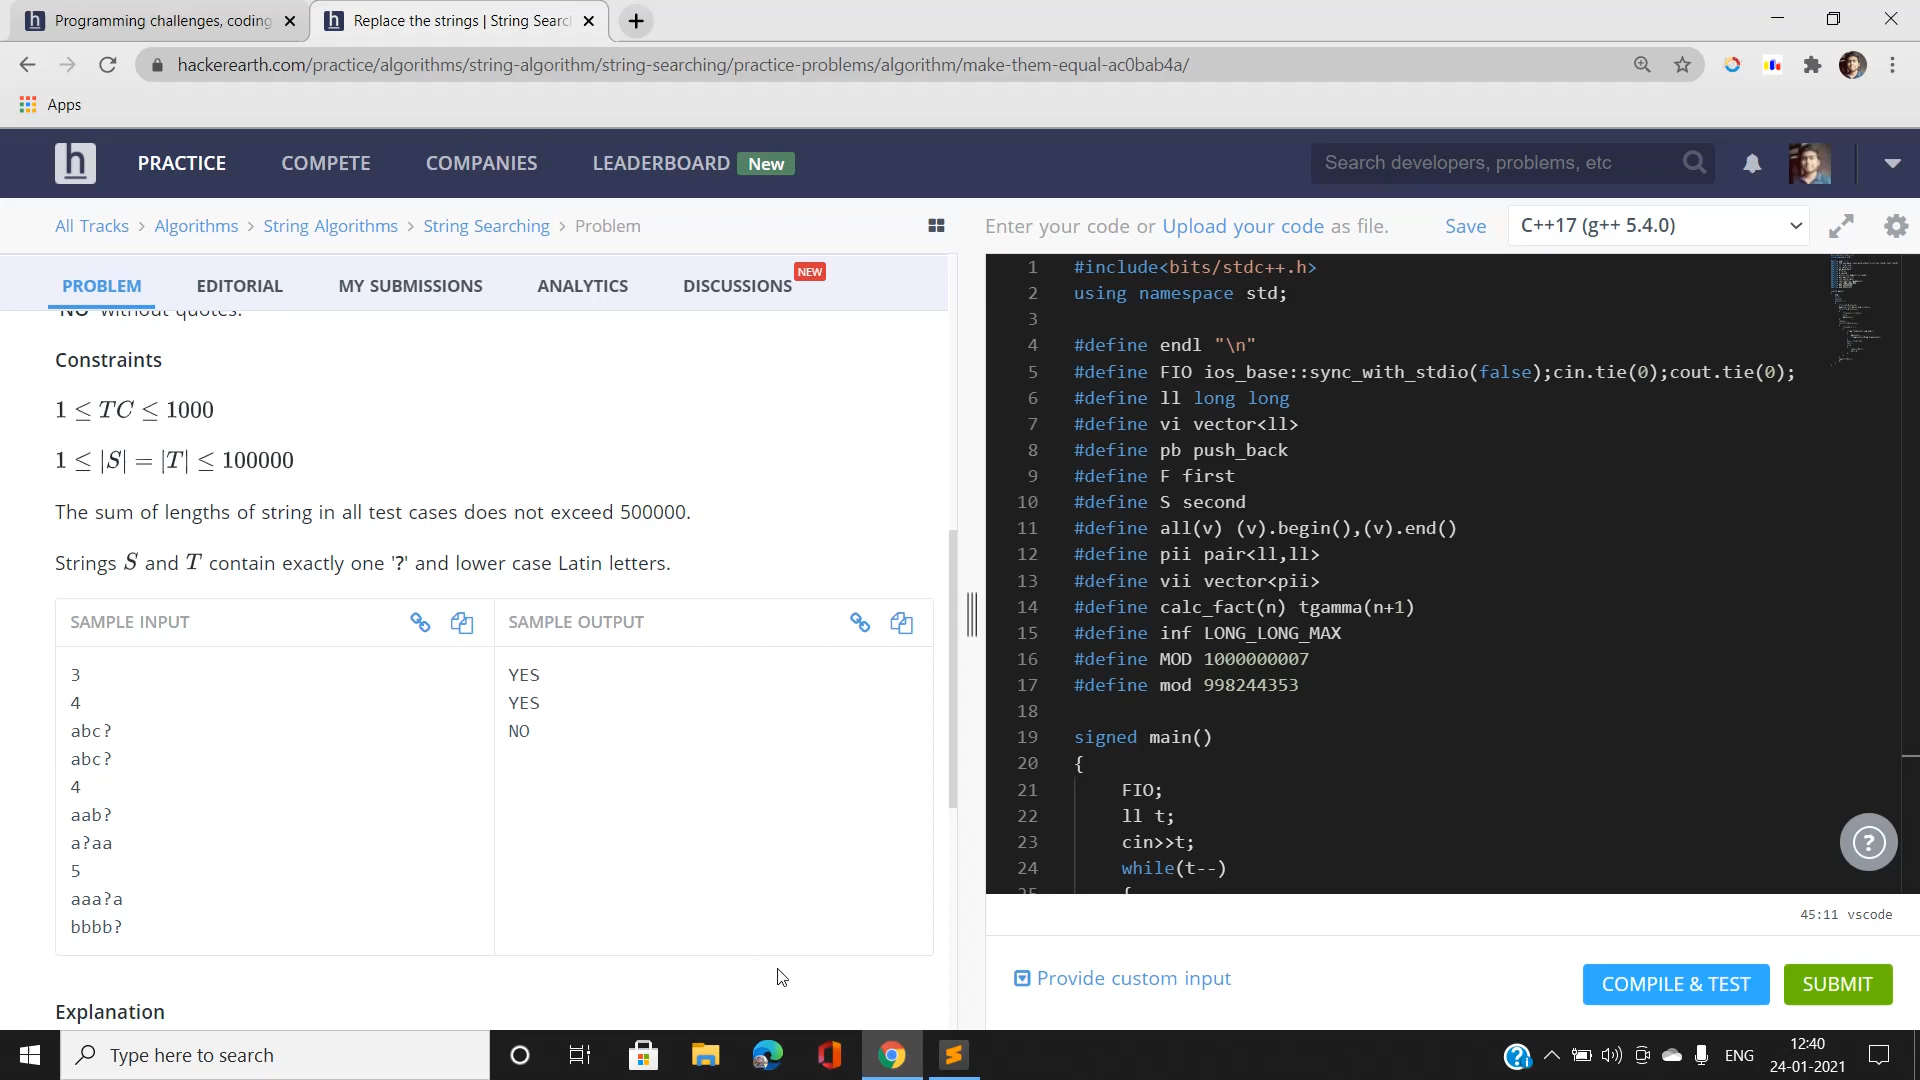 Programming challenges, coding
Replace the strings | String Searc
hackerearth.com/practice/algorithms/string-algorithm/string-searching/practice-problems/algorithm/make-them-equal-ac0bab4a/
Apps
h PRACTICE COMPETE COMPANIES LEADERBOARD New Search developers, problems, etc
All Tracks > Algorithms > String Algorithms > String Searching > Problem
Enter your code or Upload your code as file. Save C++17 (g++ 5.4.0)
PROBLEM EDITORIAL MY SUBMISSIONS ANALYTICS DISCUSSIONS NEW
"NO" without quotes.
Constraints
1 ≤ TC ≤ 1000
1 ≤ |S| = |T| ≤ 100000
The sum of lengths of string in all test cases does not exceed 500000.
Strings S and T contain exactly one '?' and lower case Latin letters.
SAMPLE INPUT
3
4
abc?
abc?
4
aab?
a?aa
5
aaa?a
bbbb?
SAMPLE OUTPUT
YES
YES
NO
Explanation
1 #include<bits/stdc++.h>
2 using namespace std;
3
4 #define endl "\n"
5 #define FIO ios_base::sync_with_stdio(false);cin.tie(0);cout.tie(0);
6 #define ll long long
7 #define vi vector<ll>
8 #define pb push_back
9 #define F first
10 #define S second
11 #define all(v) (v).begin(),(v).end()
12 #define pii pair<ll,ll>
13 #define vii vector<pii>
14 #define calc_fact(n) tgamma(n+1)
15 #define inf LONG_LONG_MAX
16 #define MOD 1000000007
17 #define mod 998244353
18
19 signed main()
20 {
21 FIO;
22 ll t;
23 cin>>t;
24 while(t--)
25 {
?
45:11 vscode
Provide custom input
COMPILE & TEST
SUBMIT
Type here to search
ENG
12:40
24-01-2021